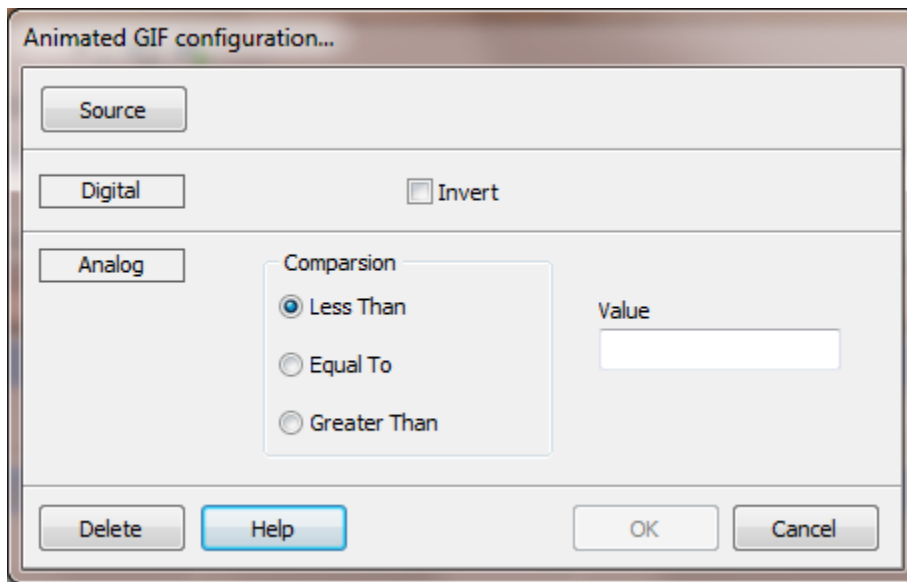 Animated GIF configuration...
Source
Digital
Invert
Analog
Comparsion
Less Than
Value
Equal To
Greater Than
Delete
Help
OK
Cancel